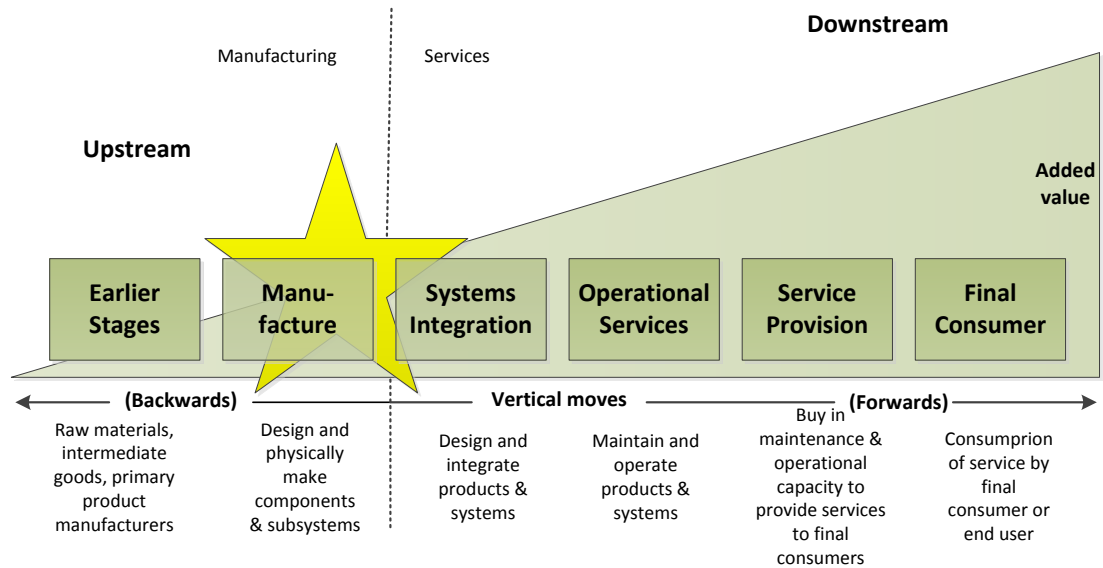 Downstream
Manufacturing
Services
Upstream
Added
value
Earlier
Stages
Manu-
facture
Systems
Integration
Operational
Services
Service
Provision
Final
Consumer
(Backwards)
Vertical moves
(Forwards)
Raw materials,
intermediate
goods, primary
product
manufacturers
Design and
physically
make
components
& subsystems
Design and
integrate
products &
systems
Maintain and
operate
products &
systems
Buy in
maintenance &
operational
capacity to
provide services
to final
consumers
Consumprion
of service by
final
consumer or
end user